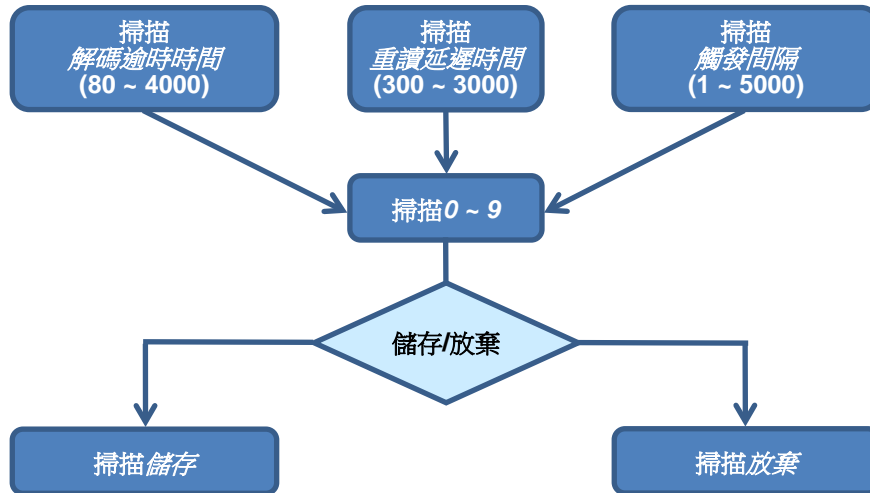 掃描
解碼逾時時間
(80 ~ 4000)
掃描
重讀延遲時間
(300 ~ 3000)
掃描
觸發間隔
(1 ~ 5000)
掃描0 ~ 9
儲存/放棄
掃描儲存
掃描放棄